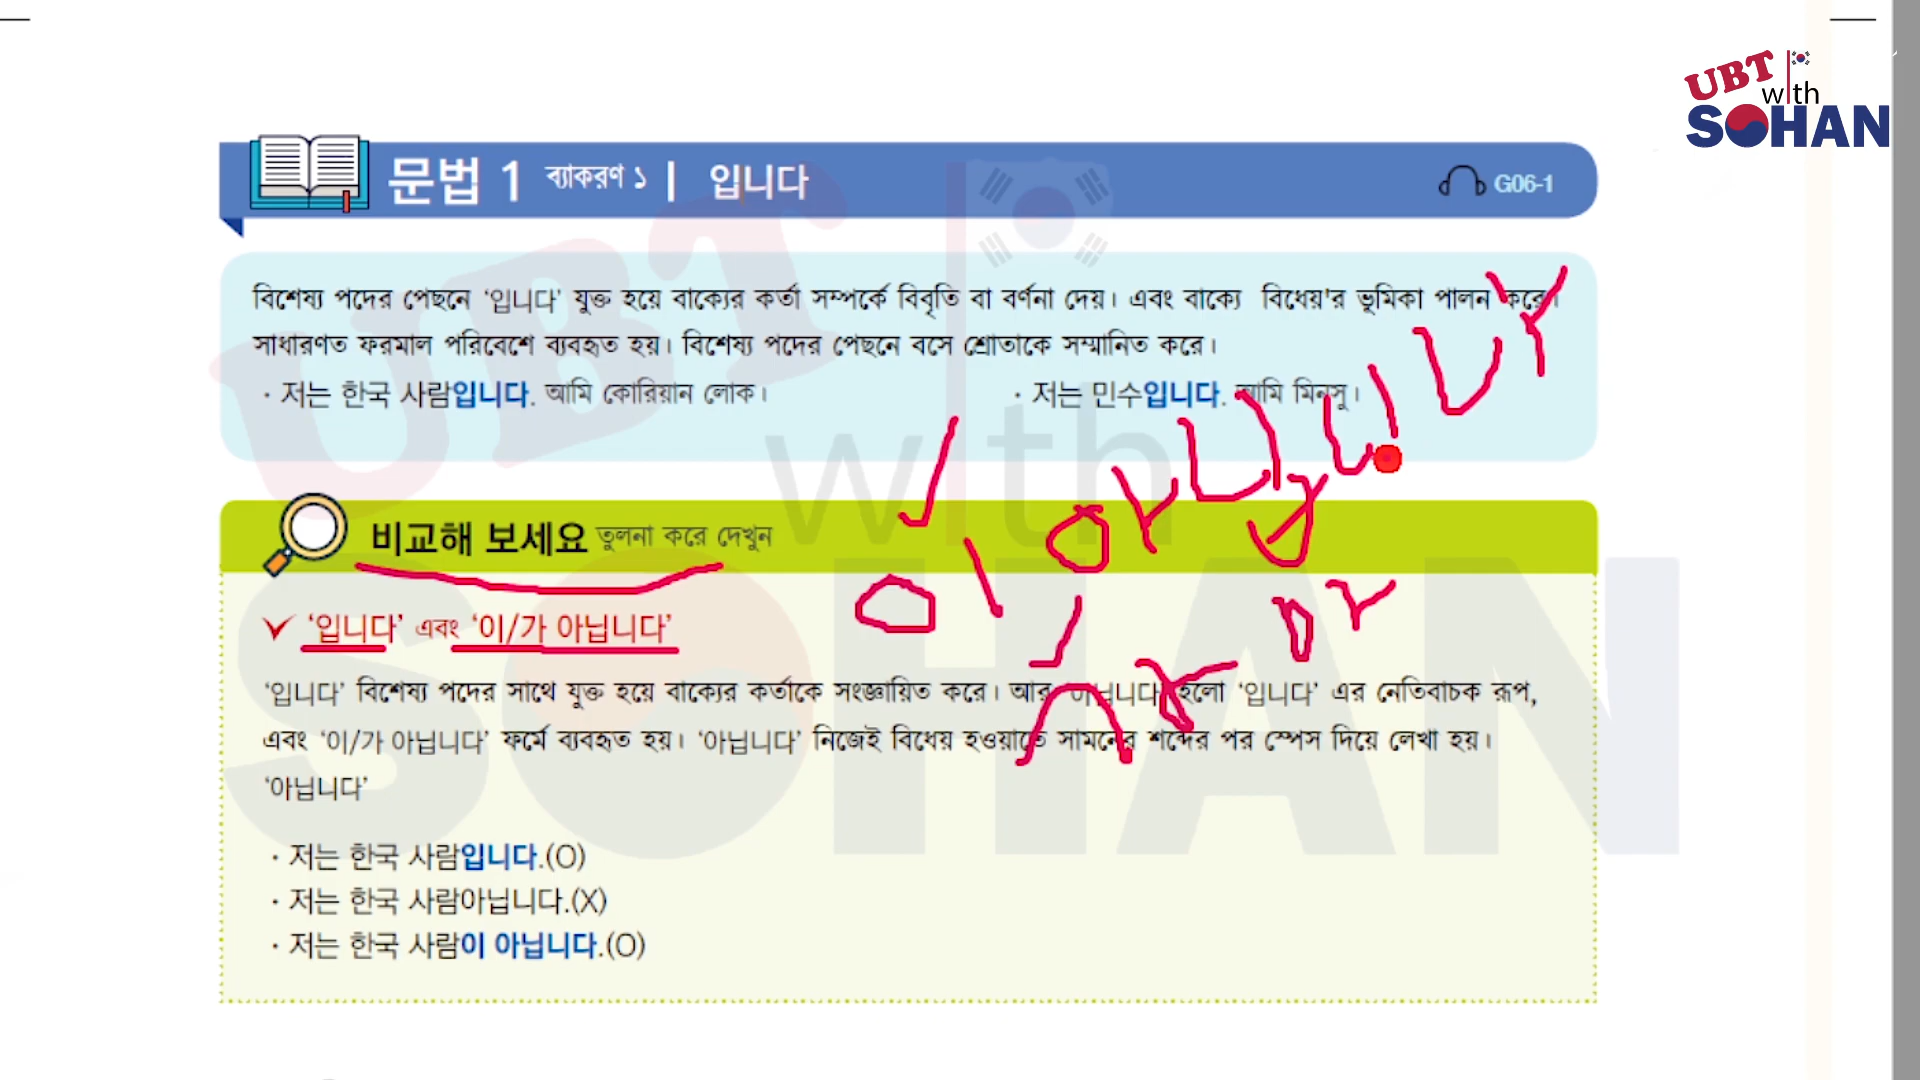 UBT with
SOHAN
문법 1 ব্যাকরণ ১ | 입니다 G06-1
বিশেষ্য পদের পেছনে ‘입니다’ যুক্ত হয়ে বাক্যের কর্তা সম্পর্কে বিবৃতি বা বর্ণনা দেয়। এবং বাক্যে বিধেয়'র ভূমিকা পালন করে।
সাধারণত ফরমাল পরিবেশে ব্যবহৃত হয়। বিশেষ্য পদের পেছনে বসে শ্রোতাকে সম্মানিত করে।
· 저는 한국 사람입니다. আমি কোরিয়ান লোক। · 저는 민수입니다. আমি মিনসু।
비교해 보세요 তুলনা করে দেখুন
‘입니다’ এবং ‘이/가 아닙니다’
‘입니다’ বিশেষ্য পদের সাথে যুক্ত হয়ে বাক্যের কর্তাকে সংজ্ঞায়িত করে। আর ‘아닙니다’ হলো ‘입니다’ এর নেতিবাচক রূপ,
এবং ‘이/가 아닙니다’ ফর্মে ব্যবহৃত হয়। ‘아닙니다’ নিজেই বিধেয় হওয়াতে সামনের শব্দের পর স্পেস দিয়ে লেখা হয়।
‘아닙니다’
· 저는 한국 사람입니다.(O)
· 저는 한국 사람아닙니다.(X)
· 저는 한국 사람이 아닙니다.(O)